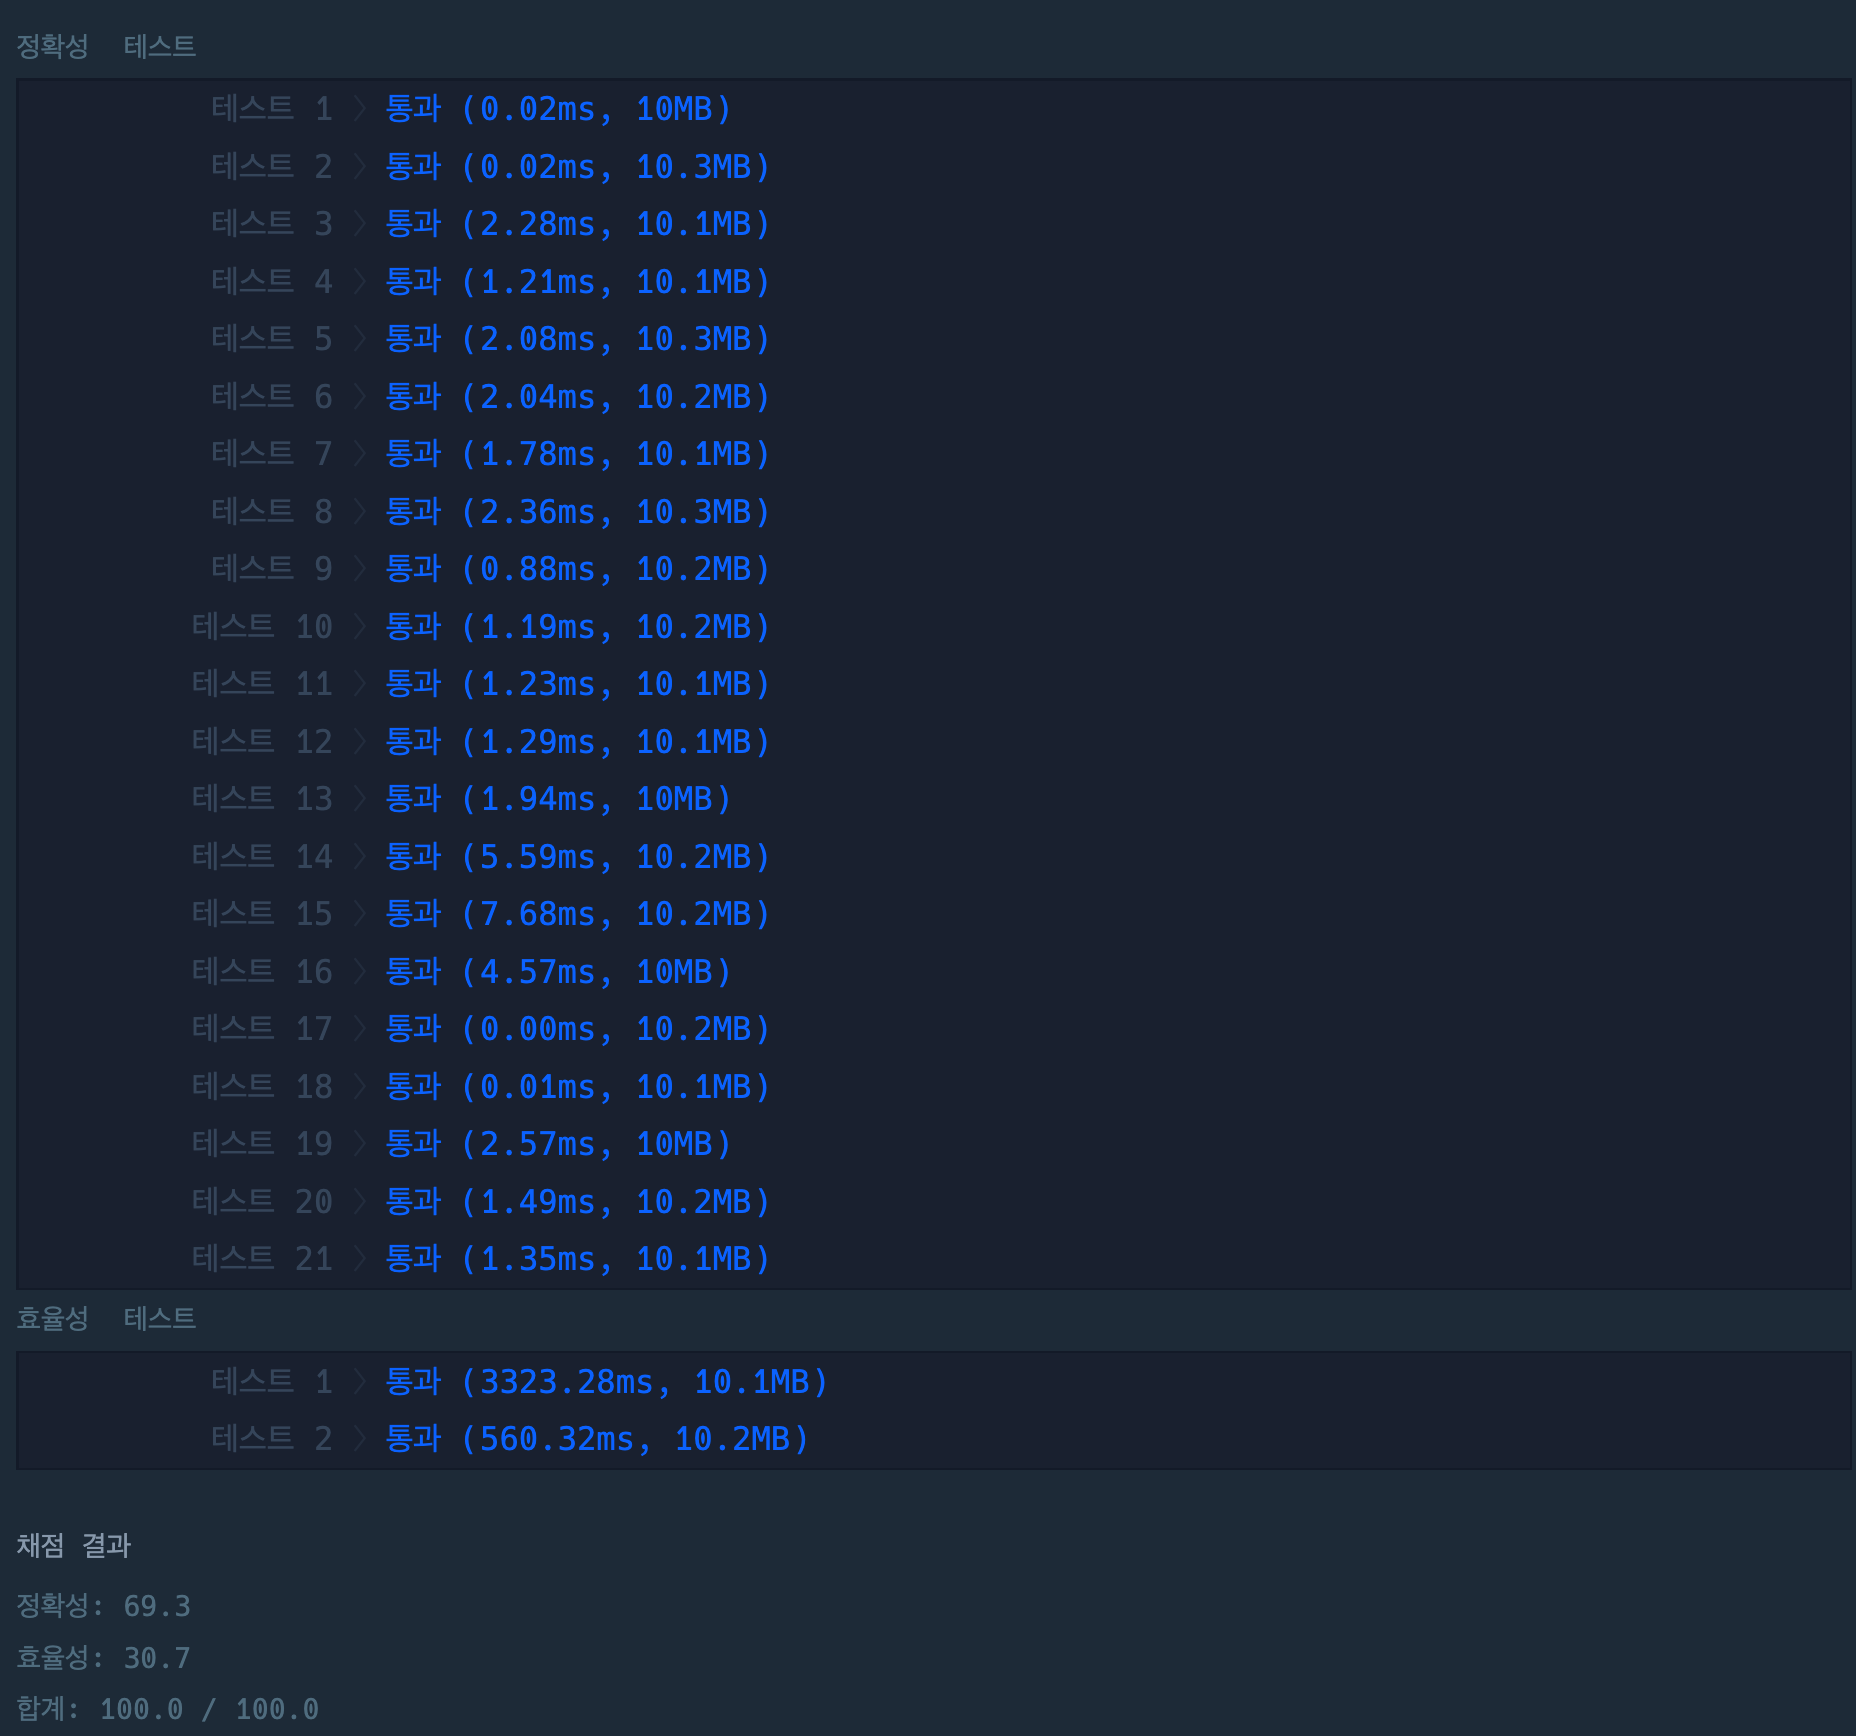 정확성 테스트
테스트 1 〉 통과 (0.02ms, 10MB)
테스트 2 〉 통과 (0.02ms, 10.3MB)
테스트 3 〉 통과 (2.28ms, 10.1MB)
테스트 4 〉 통과 (1.21ms, 10.1MB)
테스트 5 〉 통과 (2.08ms, 10.3MB)
테스트 6 〉 통과 (2.04ms, 10.2MB)
테스트 7 〉 통과 (1.78ms, 10.1MB)
테스트 8 〉 통과 (2.36ms, 10.3MB)
테스트 9 〉 통과 (0.88ms, 10.2MB)
테스트 10 〉 통과 (1.19ms, 10.2MB)
테스트 11 〉 통과 (1.23ms, 10.1MB)
테스트 12 〉 통과 (1.29ms, 10.1MB)
테스트 13 〉 통과 (1.94ms, 10MB)
테스트 14 〉 통과 (5.59ms, 10.2MB)
테스트 15 〉 통과 (7.68ms, 10.2MB)
테스트 16 〉 통과 (4.57ms, 10MB)
테스트 17 〉 통과 (0.00ms, 10.2MB)
테스트 18 〉 통과 (0.01ms, 10.1MB)
테스트 19 〉 통과 (2.57ms, 10MB)
테스트 20 〉 통과 (1.49ms, 10.2MB)
테스트 21 〉 통과 (1.35ms, 10.1MB)
효율성 테스트
테스트 1 〉 통과 (3323.28ms, 10.1MB)
테스트 2 〉 통과 (560.32ms, 10.2MB)
채점 결과
정확성: 69.3
효율성: 30.7
합계: 100.0 / 100.0